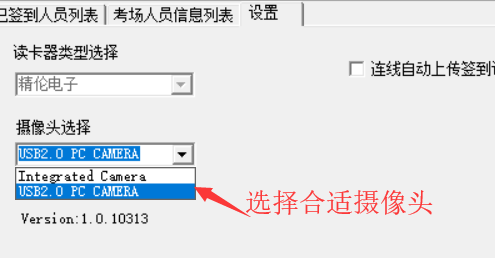 已签到人员列表 考场人员信息列表 设置
读卡器类型选择
连线自动上传签到
精伦电子
摄像头选择
USB2.0 PC CAMERA
Integrated Camera
USB2.0 PC CAMERA
选择合适摄像头
Version:1.0.10313